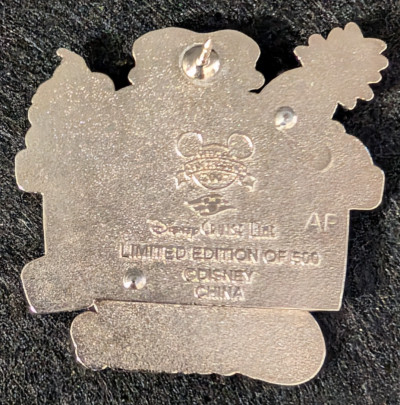 Disney Cruise Line
AP
LIMITED EDITION OF 500
©DISNEY
CHINA